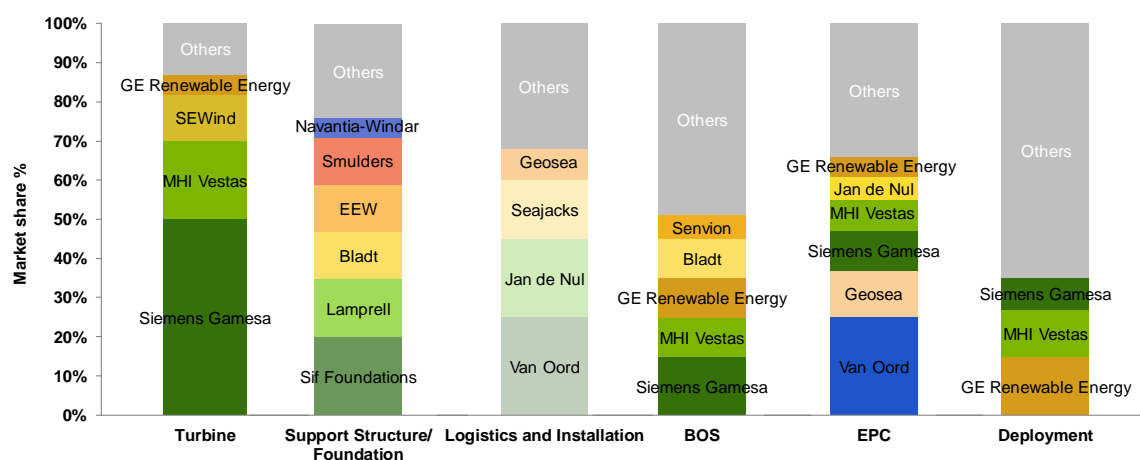 Market share %
100%
90%
80%
70%
60%
50%
40%
30%
20%
10%
0%
Others
GE Renewable Energy
SEWind
MHI Vestas
Siemens Gamesa
Turbine
Others
Navantia-Windar
Smulders
EEW
Bladt
Lamprell
Sif Foundations
Support Structure/
Foundation
Others
Geosea
Seajacks
Jan de Nul
Van Oord
Logistics and Installation
Others
Senvion
Bladt
GE Renewable Energy
MHI Vestas
Siemens Gamesa
BOS
Others
GE Renewable Energy
Jan de Nul
MHI Vestas
Siemens Gamesa
Geosea
Van Oord
EPC
Others
Siemens Gamesa
MHI Vestas
GE Renewable Energy
Deployment